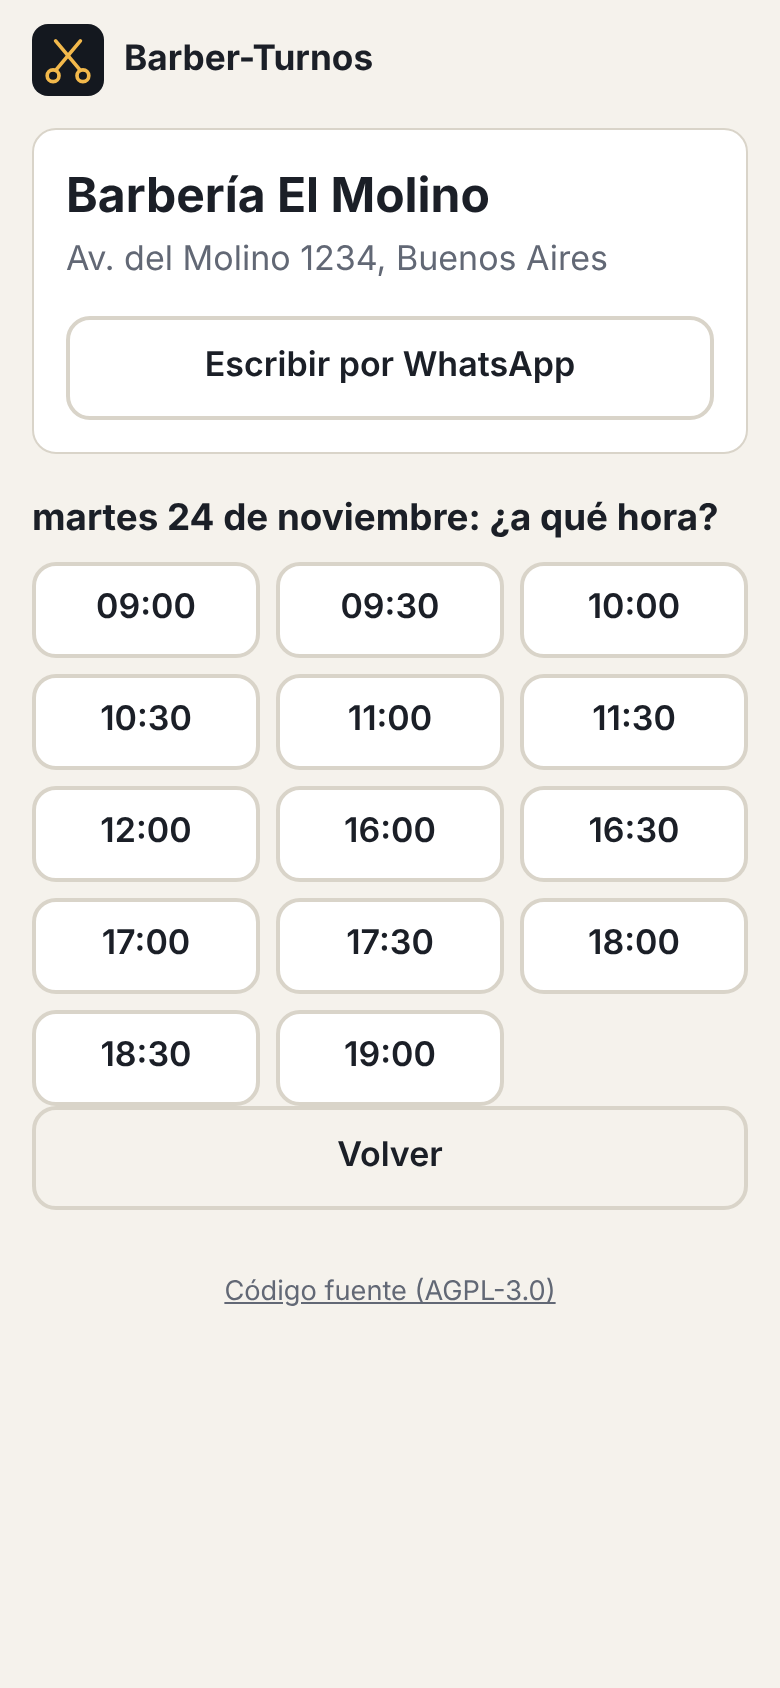 Barber-Turnos
Barbería El Molino
Av. del Molino 1234, Buenos Aires
Escribir por WhatsApp
martes 24 de noviembre: ¿a qué hora?
09:00 09:30 10:00
10:30 11:00 11:30
12:00 16:00 16:30
17:00 17:30 18:00
18:30 19:00
Volver
Código fuente (AGPL-3.0)